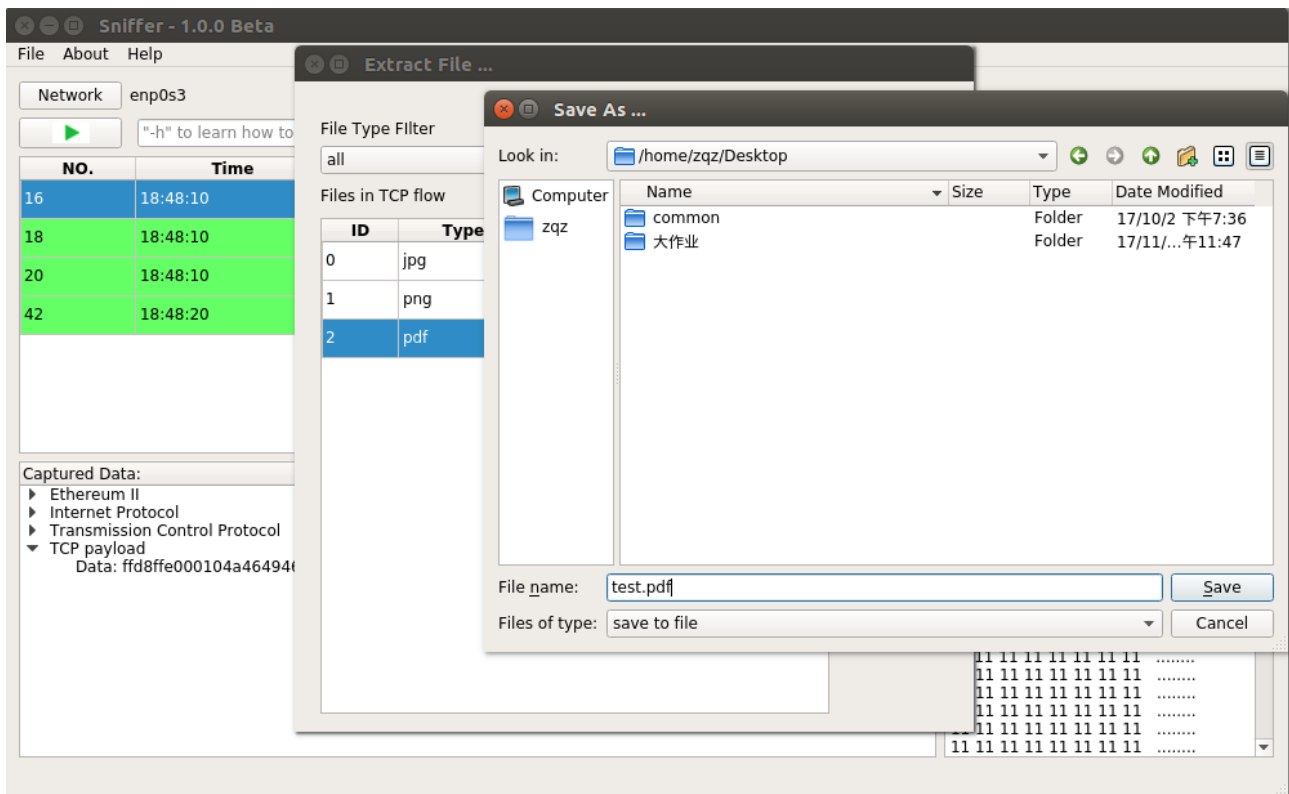 Sniffer - 1.0.0 Beta
File About Help
Network enp0s3
"-h" to learn how to
NO. Time
16 18:48:10
18 18:48:10
20 18:48:10
42 18:48:20
Captured Data:
Ethereum II
Internet Protocol
Transmission Control Protocol
TCP payload
Data: ffd8ffe000104a46494
Extract File ...
File Type FIlter
all
Files in TCP flow
ID Type
0 jpg
1 png
2 pdf
Save As ...
Look in: /home/zqz/Desktop
Computer
zqz
Name Size Type Date Modified
common Folder 17/10/2 下午7:36
大作业 Folder 17/11/...午11:47
File name: test.pdf Save
Files of type: save to file Cancel
11 11 11 11 11 11 11 ........
11 11 11 11 11 11 11 ........
11 11 11 11 11 11 11 ........
11 11 11 11 11 11 11 ........
11 11 11 11 11 11 11 11 ........
11 11 11 11 11 11 11 11 ........